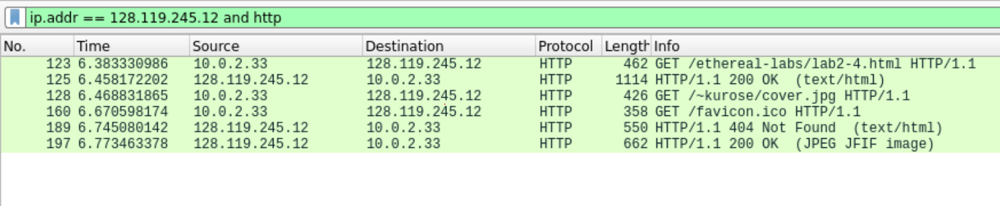 ip.addr == 128.119.245.12 and http
No. Time Source Destination Protocol Length Info
123 6.383330986 10.0.2.33 128.119.245.12 HTTP 462 GET /ethereal-labs/lab2-4.html HTTP/1.1
125 6.458172202 128.119.245.12 10.0.2.33 HTTP 1114 HTTP/1.1 200 OK (text/html)
128 6.468831865 10.0.2.33 128.119.245.12 HTTP 426 GET /~kurose/cover.jpg HTTP/1.1
160 6.670598174 10.0.2.33 128.119.245.12 HTTP 358 GET /favicon.ico HTTP/1.1
189 6.745080142 128.119.245.12 10.0.2.33 HTTP 550 HTTP/1.1 404 Not Found (text/html)
197 6.773463378 128.119.245.12 10.0.2.33 HTTP 662 HTTP/1.1 200 OK (JPEG JFIF image)